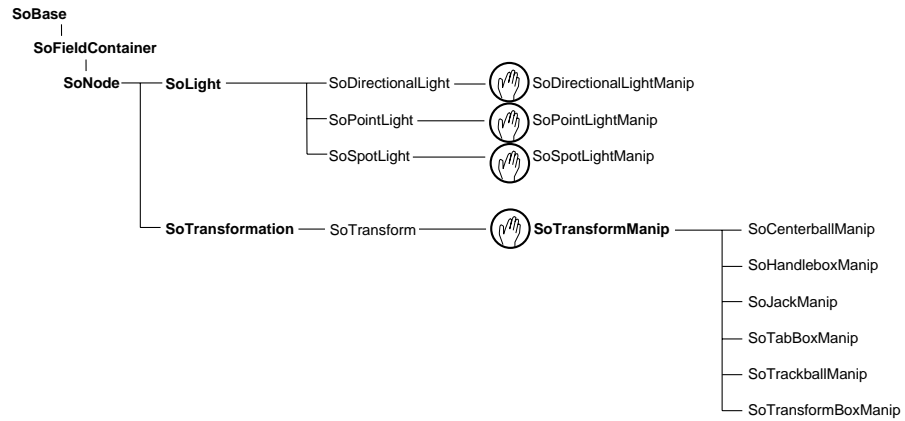 SoBase
SoFieldContainer
SoNode
SoLight
SoDirectionalLight
SoDirectionalLightManip
SoPointLight
SoPointLightManip
SoSpotLight
SoSpotLightManip
SoTransformation
SoTransform
SoTransformManip
SoCenterballManip
SoHandleboxManip
SoJackManip
SoTabBoxManip
SoTrackballManip
SoTransformBoxManip